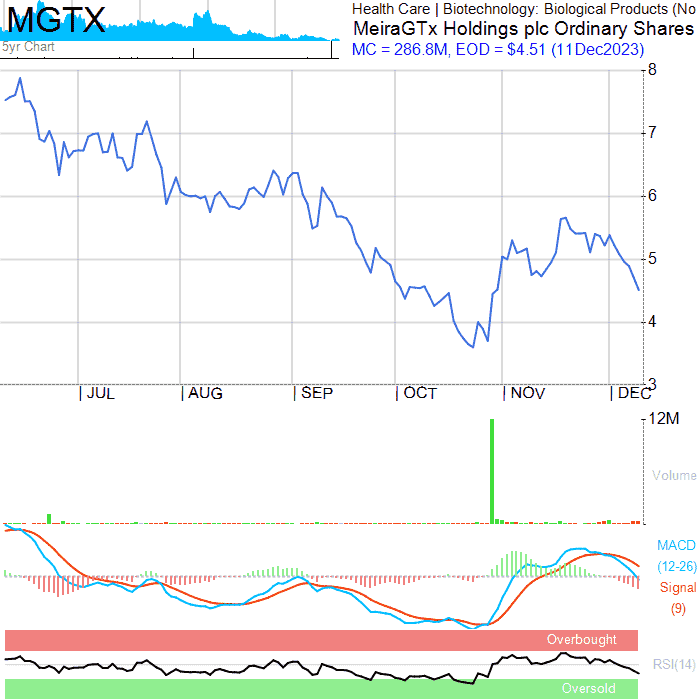 MGTX
5yr Chart
Health Care | Biotechnology: Biological Products (No
MeiraGTx Holdings plc Ordinary Shares
MC = 286.8M, EOD = $4.51 (11Dec2023)
8
7
6
5
4
3
| JUL | AUG | SEP | OCT | NOV | DEC
12M
Volume
MACD
(12-26)
Signal
(9)
Overbought
RSI(14)
Oversold